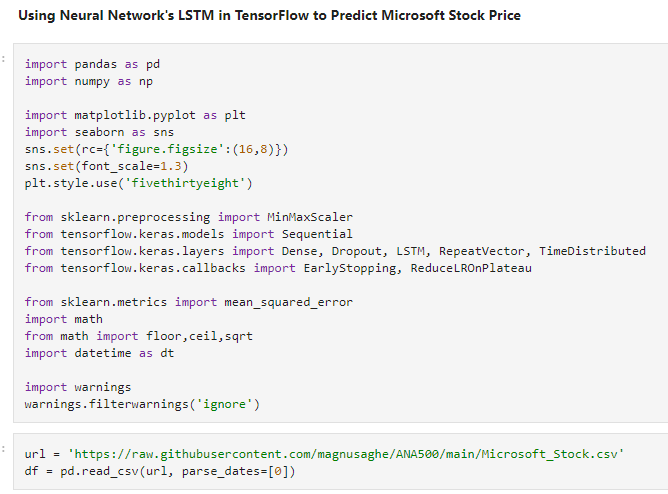 Using Neural Network's LSTM in TensorFlow to Predict Microsoft Stock Price
:
import pandas as pd
import numpy as np
import matplotlib.pyplot as plt
import seaborn as sns
sns.set(rc={'figure.figsize':(16,8)})
sns.set(font_scale=1.3)
plt.style.use('fivethirtyeight')
from sklearn.preprocessing import MinMaxScaler
from tensorflow.keras.models import Sequential
from tensorflow.keras.layers import Dense, Dropout, LSTM, RepeatVector, TimeDistributed
from tensorflow.keras.callbacks import EarlyStopping, ReduceLROnPlateau
from sklearn.metrics import mean_squared_error
import math
from math import floor,ceil,sqrt
import datetime as dt
import warnings
warnings.filterwarnings('ignore')
:
url = 'https://raw.githubusercontent.com/magnusaghe/ANA500/main/Microsoft_Stock.csv'
df = pd.read_csv(url, parse_dates=[0])